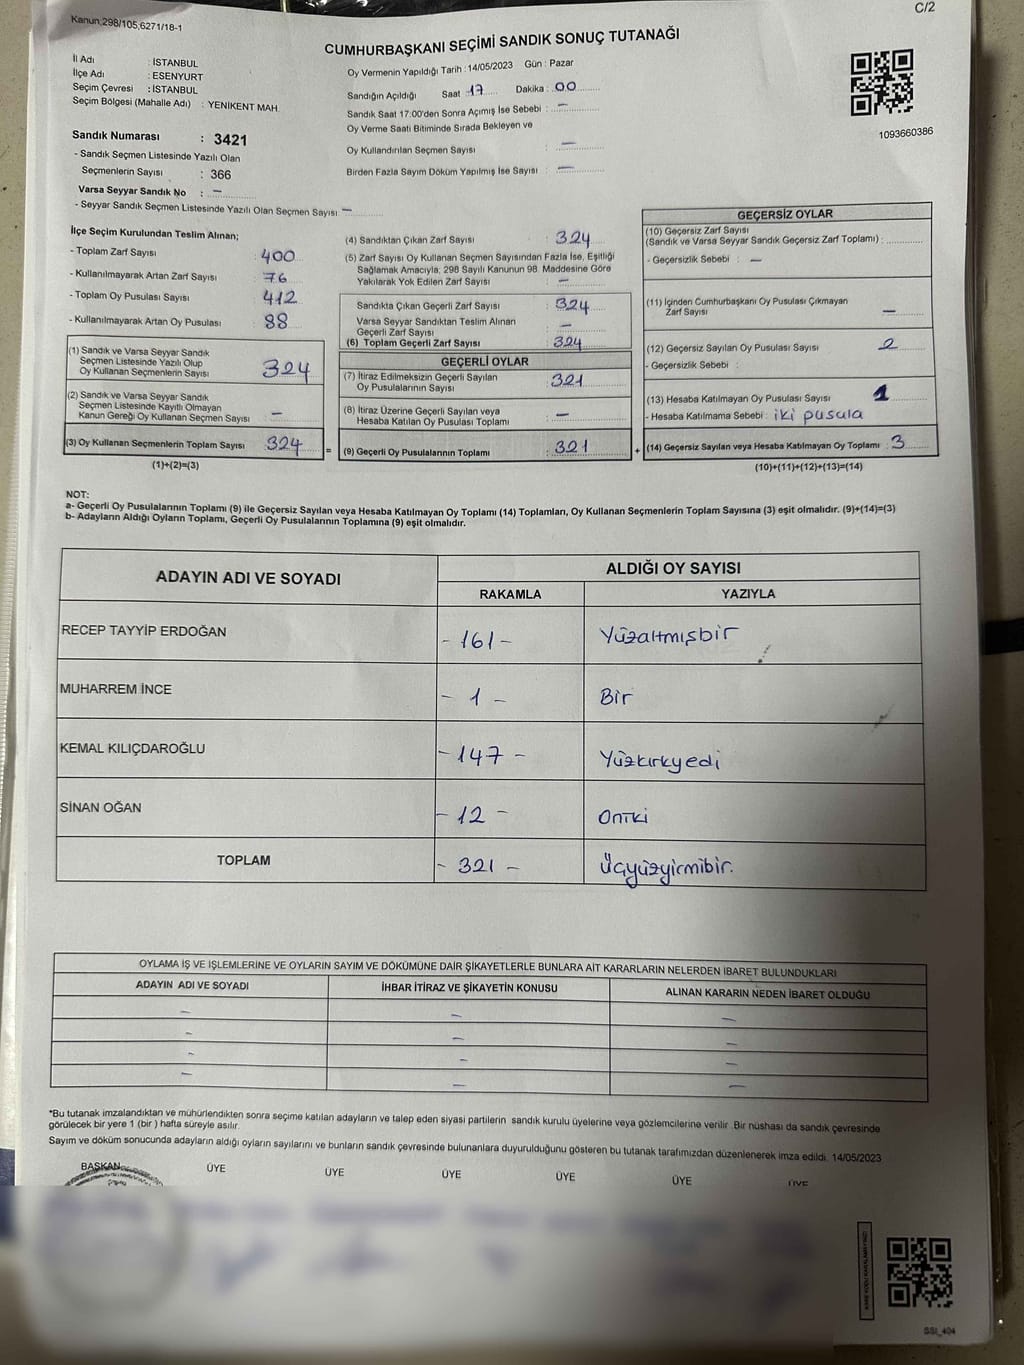 Kanun;298/105,6271/18-1
C/2
CUMHURBAŞKANI SEÇİMİ SANDIK SONUÇ TUTANAĞI
İl Adı : İSTANBUL
İlçe Adı : ESENYURT
Seçim Çevresi : İSTANBUL
Seçim Bölgesi (Mahalle Adı) : YENİKENT MAH.
Sandık Numarası : 3421
- Sandık Seçmen Listesinde Yazılı Olan
Seçmenlerin Sayısı : 366
Varsa Seyyar Sandık No : -
- Seyyar Sandık Seçmen Listesinde Yazılı Olan Seçmen Sayısı: -
Oy Vermenin Yapıldığı Tarih : 14/05/2023 Gün : Pazar
Sandığın Açıldığı Saat : 17 Dakika : 00
Sandık Saat 17:00'den Sonra Açılmış İse Sebebi : -
Oy Verme Saati Bitiminde Sırada Bekleyen ve
Oy Kullandırılan Seçmen Sayısı : -
Birden Fazla Sayım Döküm Yapılmış İse Sayısı : -
1093660386
İlçe Seçim Kurulundan Teslim Alınan;
- Toplam Zarf Sayısı : 400
- Kullanılmayarak Artan Zarf Sayısı : 76
- Toplam Oy Pusulası Sayısı : 412
- Kullanılmayarak Artan Oy Pusulası : 88
(1) Sandık ve Varsa Seyyar Sandık
Seçmen Listesinde Yazılı Olup
Oy Kullanan Seçmenlerin Sayısı : 324
(2) Sandık ve Varsa Seyyar Sandık
Seçmen Listesinde Kayıtlı Olmayan
Kanun Gereği Oy Kullanan Seçmen Sayısı : -
(3) Oy Kullanan Seçmenlerin Toplam Sayısı : 324
(1)+(2)=(3)
(4) Sandıktan Çıkan Zarf Sayısı : 324
(5) Zarf Sayısı Oy Kullanan Seçmen Sayısından Fazla İse, Eşitliği
Sağlamak Amacıyla, 298 Sayılı Kanunun 98. Maddesine Göre
Yakılarak Yok Edilen Zarf Sayısı : -
Sandıkta Çıkan Geçerli Zarf Sayısı : 324
Varsa Seyyar Sandıktan Teslim Alınan
Geçerli Zarf Sayısı : -
(6) Toplam Geçerli Zarf Sayısı : 324
GEÇERLİ OYLAR
(7) İtiraz Edilmeksizin Geçerli Sayılan
Oy Pusulalarının Sayısı : 321
(8) İtiraz Üzerine Geçerli Sayılan veya
Hesaba Katılan Oy Pusulası Toplamı : -
= (9) Geçerli Oy Pusulalarının Toplamı : 321 +
GEÇERSİZ OYLAR
(10) Geçersiz Zarf Sayısı
(Sandık ve Varsa Seyyar Sandık Geçersiz Zarf Toplamı) :
- Geçersizlik Sebebi : -
(11) İçinden Cumhurbaşkanı Oy Pusulası Çıkmayan
Zarf Sayısı : -
(12) Geçersiz Sayılan Oy Pusulası Sayısı : 2
- Geçersizlik Sebebi :
(13) Hesaba Katılmayan Oy Pusulası Sayısı : 1
- Hesaba Katılmama Sebebi : iki pusula
(14) Geçersiz Sayılan veya Hesaba Katılmayan Oy Toplamı : 3
(10)+(11)+(12)+(13)=(14)
NOT:
a- Geçerli Oy Pusulalarının Toplamı (9) ile Geçersiz Sayılan veya Hesaba Katılmayan Oy Toplamı (14) Toplamları, Oy Kullanan Seçmenlerin Toplam Sayısına (3) eşit olmalıdır. (9)+(14)=(3)
b- Adayların Aldığı Oyların Toplamı, Geçerli Oy Pusulalarının Toplamına (9) eşit olmalıdır.
ADAYIN ADI VE SOYADI ALDIĞI OY SAYISI
RAKAMLA YAZIYLA
RECEP TAYYİP ERDOĞAN - 161 - Yüzaltmışbir
MUHARREM İNCE - 1 - Bir
KEMAL KILIÇDAROĞLU - 147 - Yüzkırkyedi
SİNAN OĞAN - 12 - Oniki
TOPLAM - 321 - Üçyüzyirmibir.
OYLAMA İŞ VE İŞLEMLERİNE VE OYLARIN SAYIM VE DÖKÜMÜNE DAİR ŞİKAYETLERLE BUNLARA AİT KARARLARIN NELERDEN İBARET BULUNDUKLARI
ADAYIN ADI VE SOYADI İHBAR İTİRAZ VE ŞİKAYETİN KONUSU ALINAN KARARIN NEDEN İBARET OLDUĞU
- - -
- - -
- - -
- - -
*Bu tutanak imzalandıktan ve mühürlendikten sonra seçime katılan adayların ve talep eden siyasi partilerin sandık kurulu üyelerine veya gözlemcilerine verilir. Bir nüshası da sandık çevresinde
görülecek bir yere 1 (bir ) hafta süreyle asılır.
Sayım ve döküm sonucunda adayların aldığı oyların sayılarını ve bunların sandık çevresinde bulunanlara duyurulduğunu gösteren bu tutanak tarafımızdan düzenlenerek imza edildi. 14/05/2023
BAŞKAN ÜYE ÜYE ÜYE ÜYE ÜYE ÜYE
SSI_404